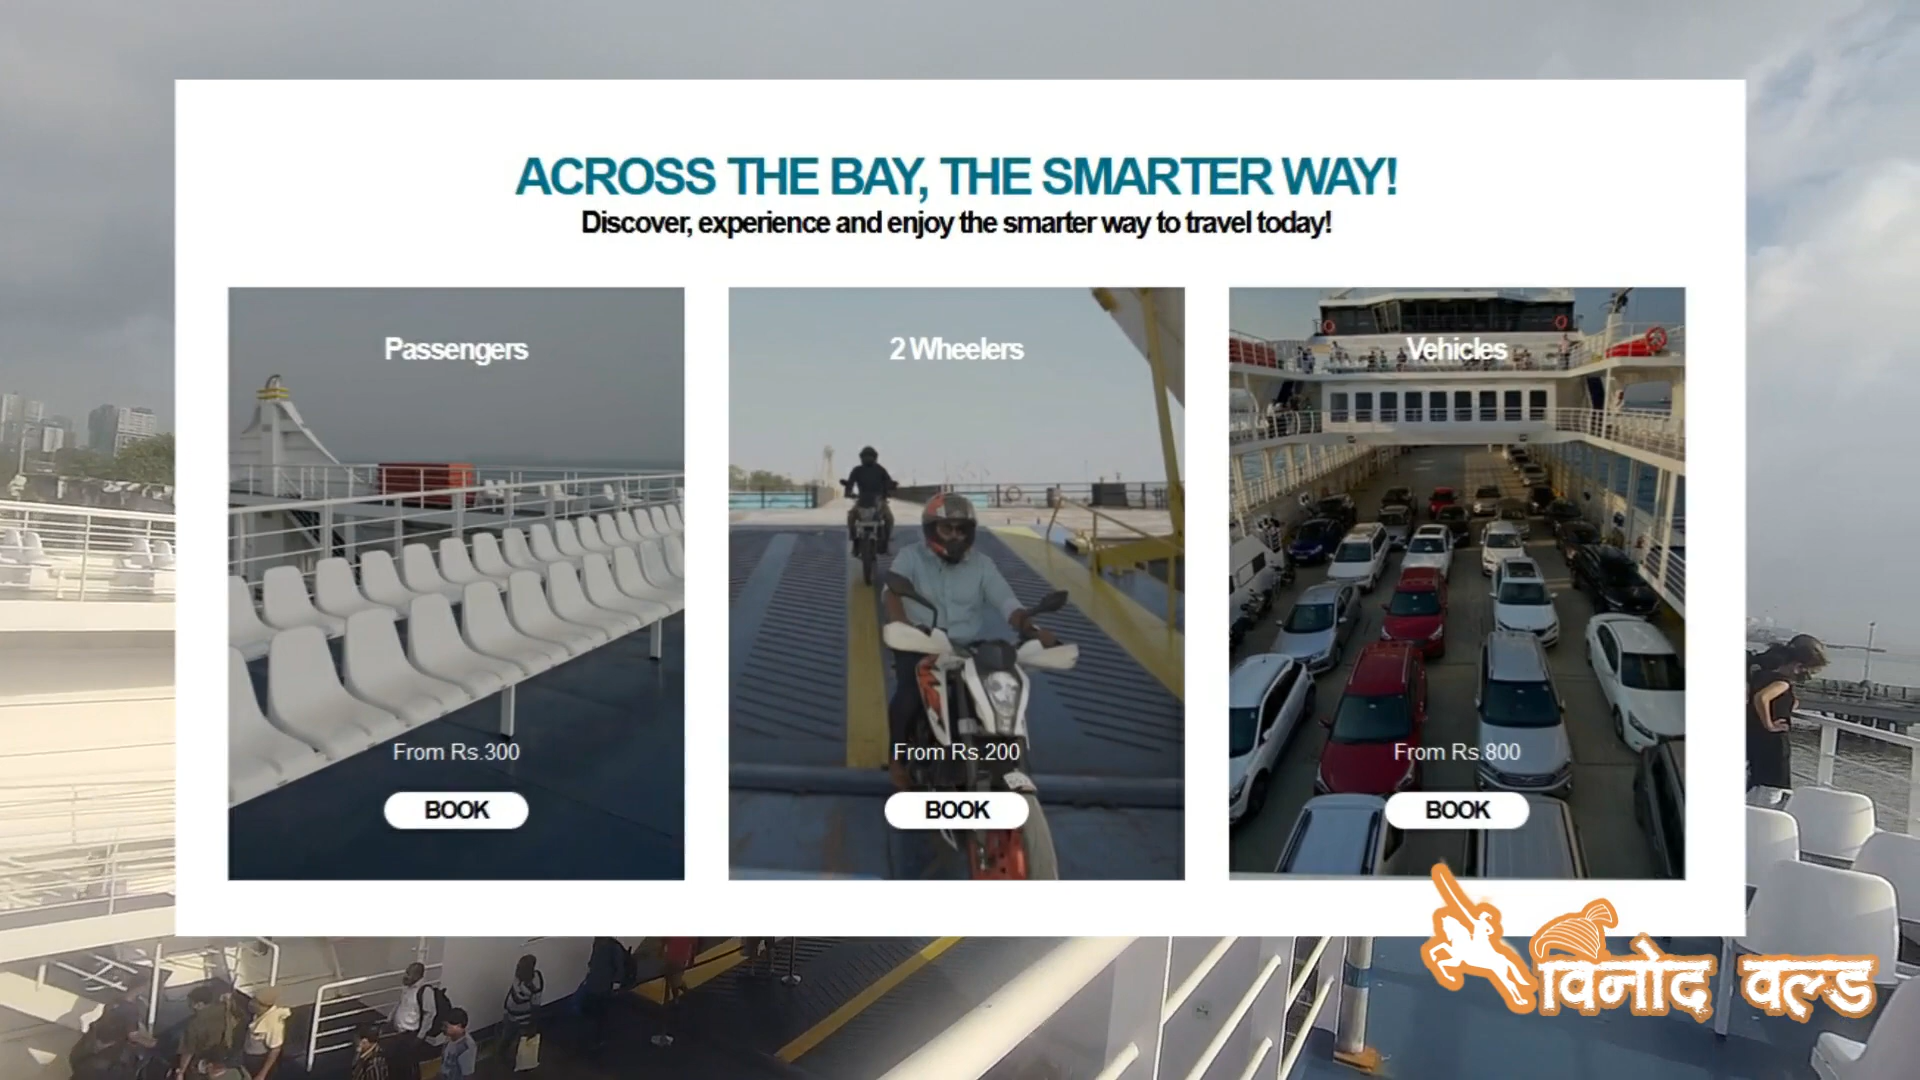 ACROSS THE BAY, THE SMARTER WAY!
Discover, experience and enjoy the smarter way to travel today!
Passengers
From Rs.300
BOOK
2 Wheelers
From Rs.200
BOOK
Vehicles
From Rs.800
BOOK
विनोद वर्ल्ड